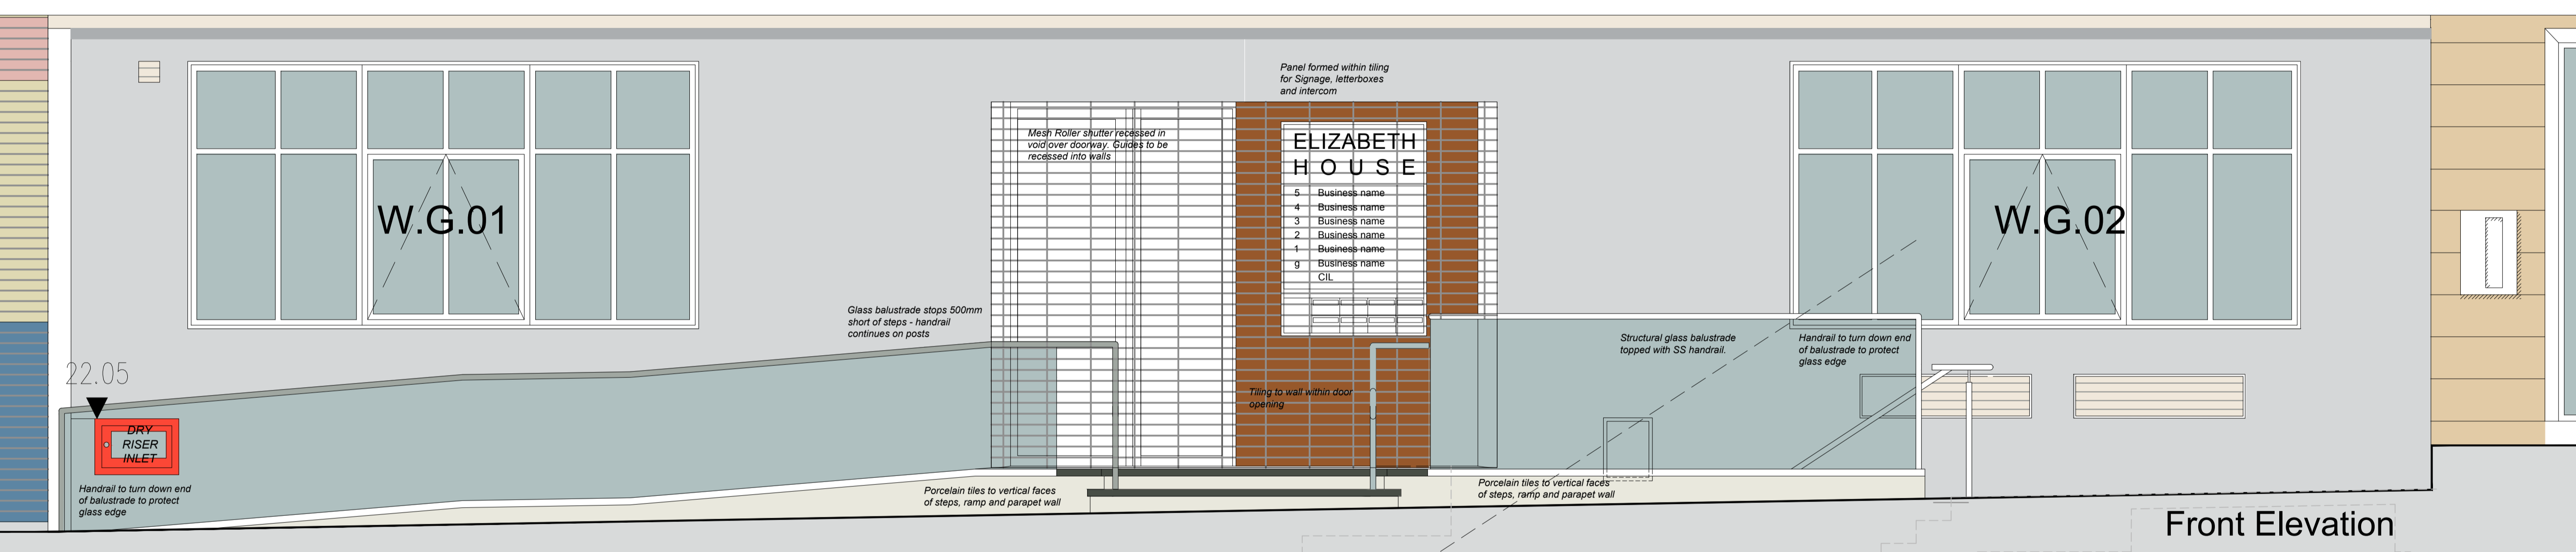 Panel formed within tiling
for Signage, letterboxes
and intercom
Mesh Roller shutter recessed in
void over doorway. Guides to be
recessed into walls
ELIZABETH
HOUSE
5 Business name
4 Business name
3 Business name
2 Business name
1 Business name
g Business name
CIL
W.G.01
W.G.02
Glass balustrade stops 500mm
short of steps - handrail
continues on posts
Structural glass balustrade
topped with SS handrail.
Handrail to turn down end
of balustrade to protect
glass edge
22.05
Tiling to wall within door
opening
DRY
RISER
INLET
Handrail to turn down end
of balustrade to protect
glass edge
Porcelain tiles to vertical faces
of steps, ramp and parapet wall
Porcelain tiles to vertical faces
of steps, ramp and parapet wall
Front Elevation